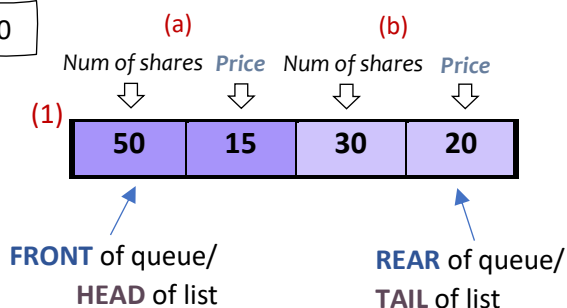 0
(a) (b)
Num of shares Price Num of shares Price
(1)
50 15 30 20
FRONT of queue/ REAR of queue/
HEAD of list TAIL of list